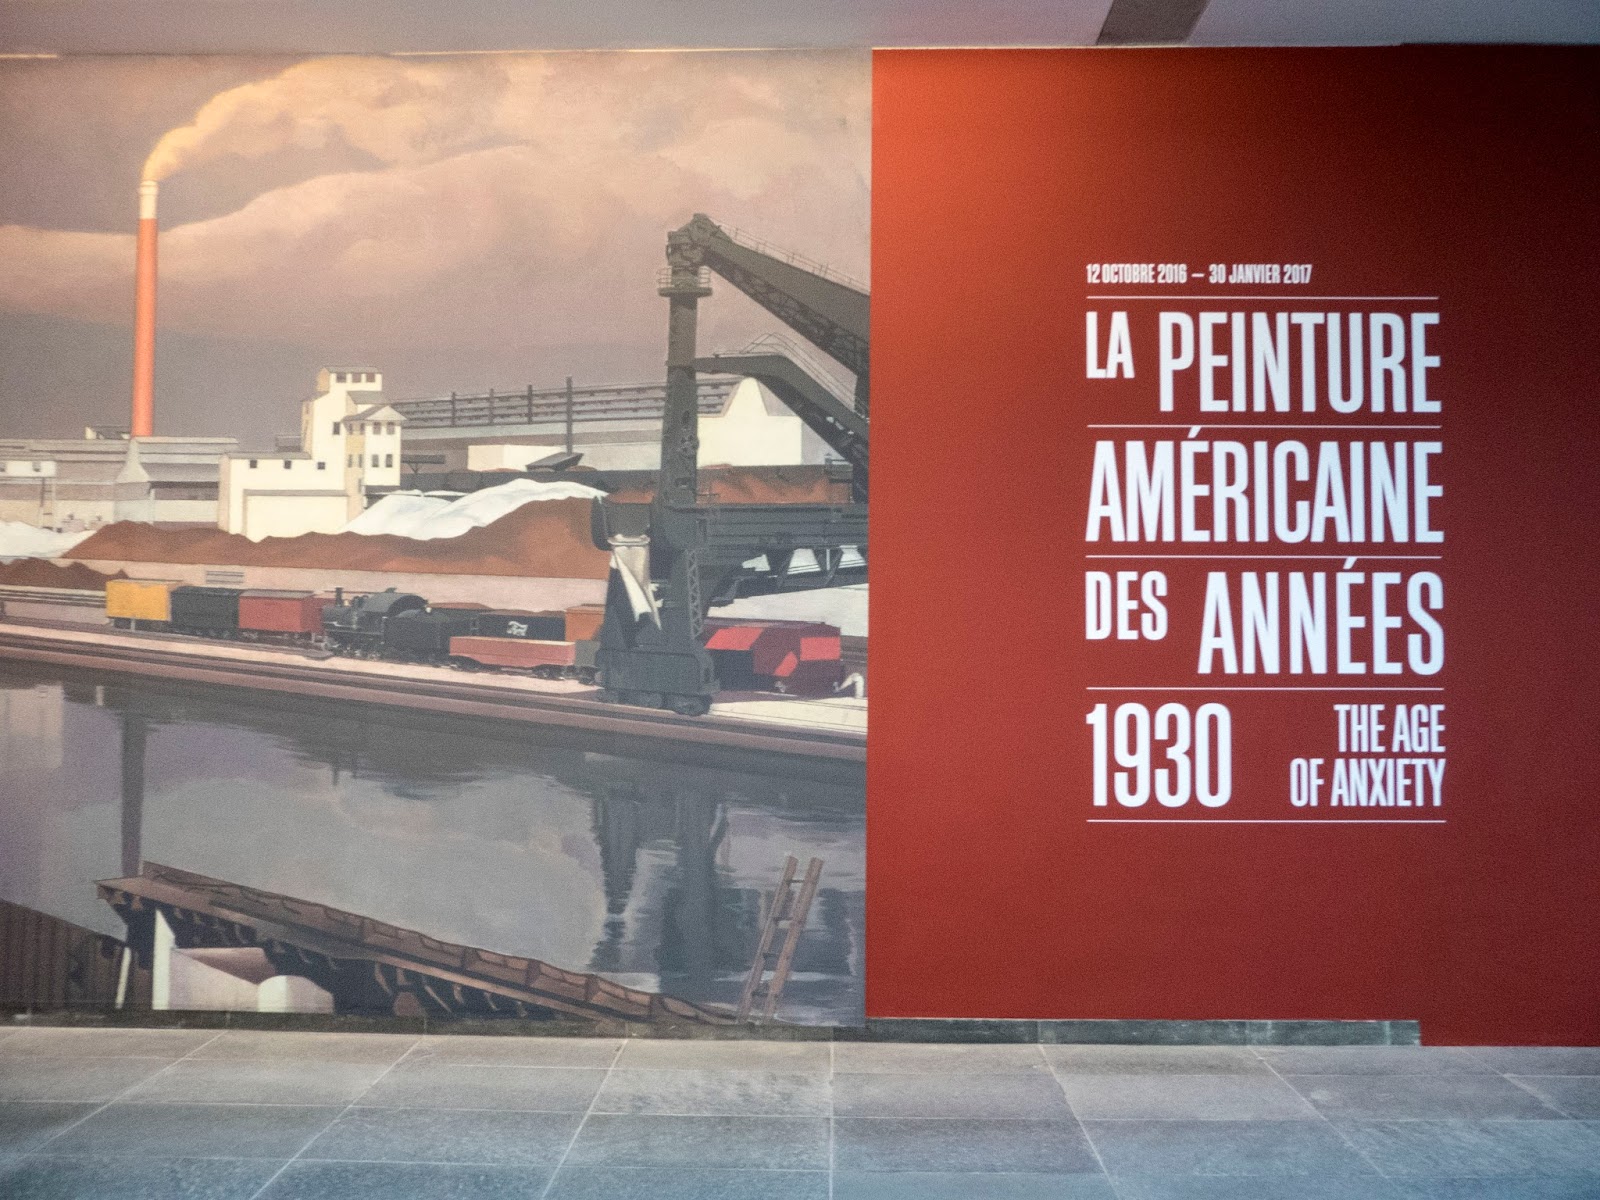 12 OCTOBRE 2016 — 30 JANVIER 2017
LA PEINTURE
AMÉRICAINE
DES ANNÉES
1930 THE AGE
OF ANXIETY